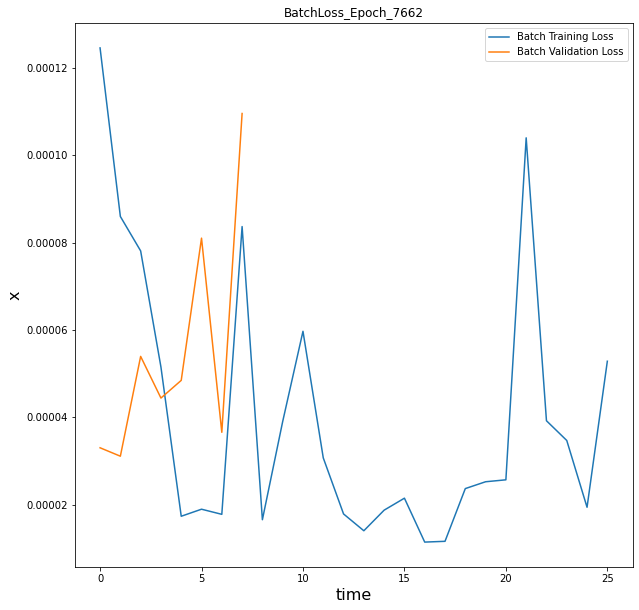 BatchLoss_Epoch_7662
Batch Training Loss
Batch Validation Loss
0.00012
0.00010
0.00008
0.00006
0.00004
0.00002
x
0 5 10 15 20 25
time